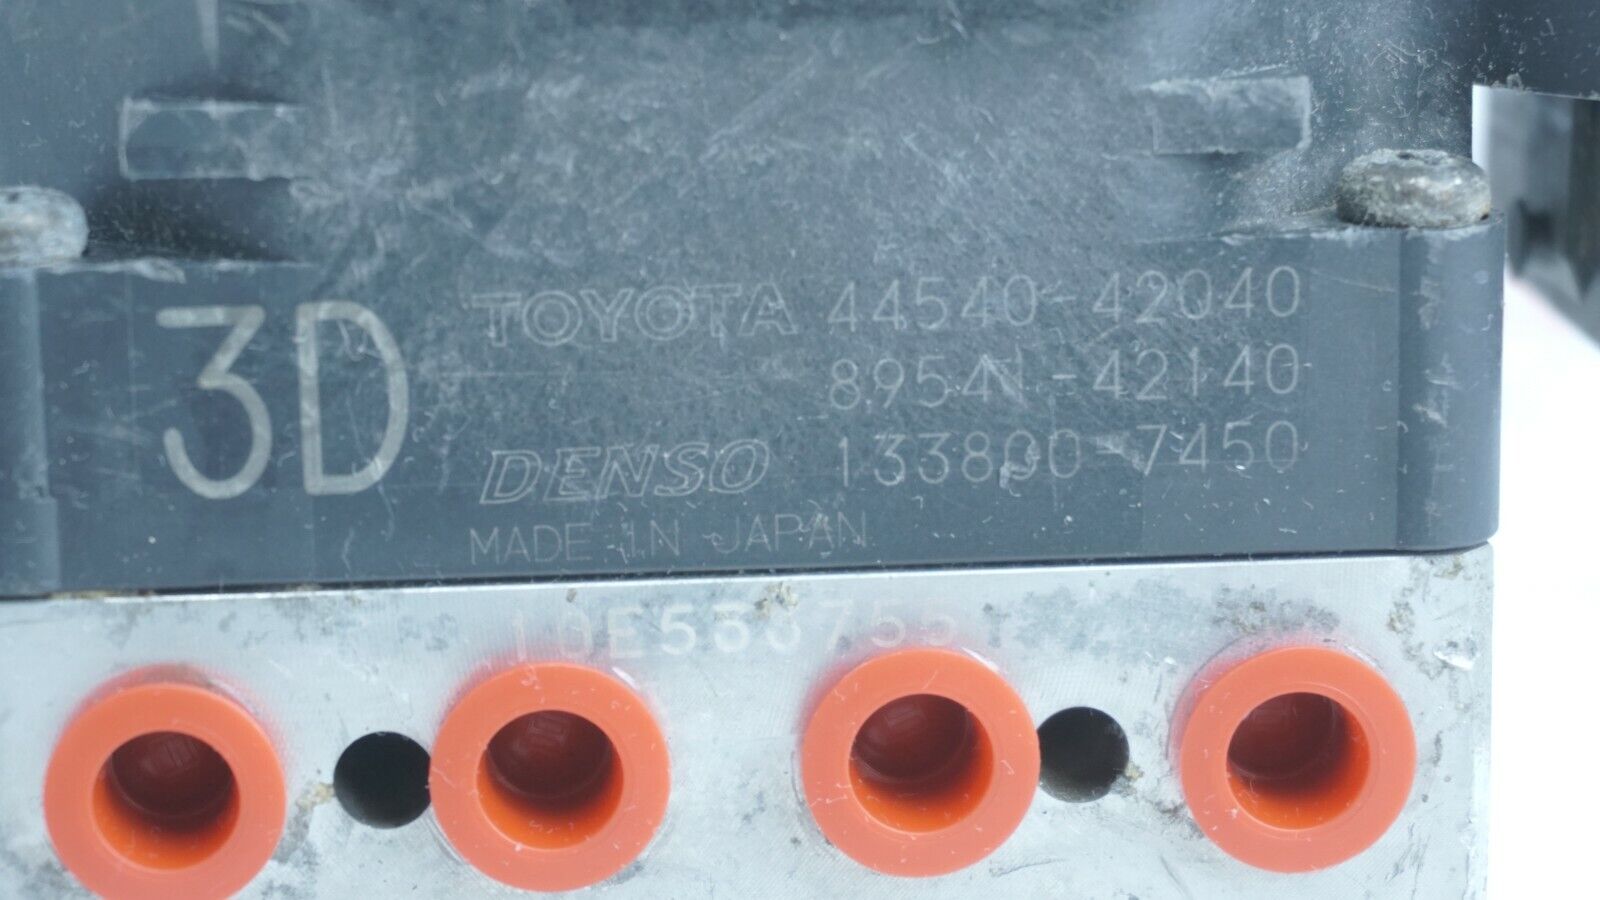 3D
TOYOTA 44540-42040
89541-42140
DENSO 133800-7450
MADE IN JAPAN